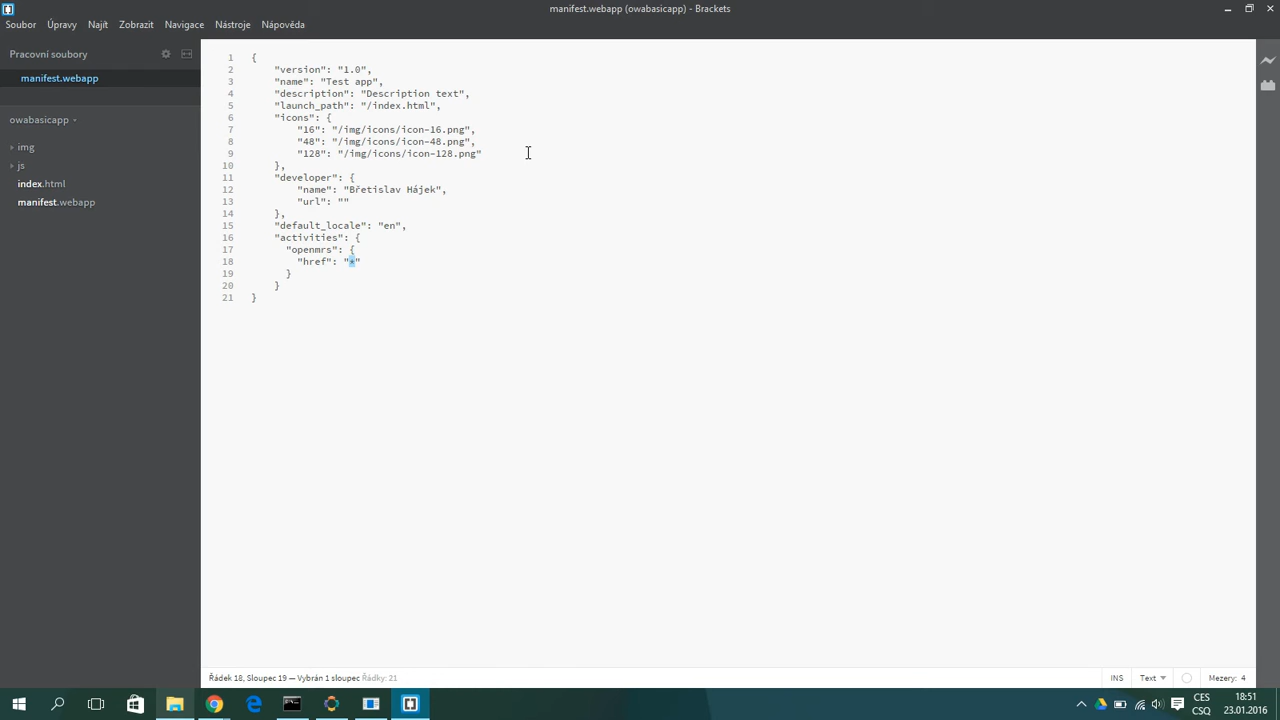 manifest.webapp (owabasicapp) - Brackets
Soubor Úpravy Najít Zobrazit Navigace Nástroje Nápověda
Pracovní soubory
manifest.webapp
owabasicapp
img
js
index.html
manifest.webapp
1 {
2 "version": "1.0",
3 "name": "Test app",
4 "description": "Description text",
5 "launch_path": "/index.html",
6 "icons": {
7 "16": "/img/icons/icon-16.png",
8 "48": "/img/icons/icon-48.png",
9 "128": "/img/icons/icon-128.png"
10 },
11 "developer": {
12 "name": "Břetislav Hájek",
13 "url": ""
14 },
15 "default_locale": "en",
16 "activities": {
17 "openmrs": {
18 "href": "*"
19 }
20 }
21 }
Řádek 18, Sloupec 19 — Vybrán 1 sloupec Řádky: 21
INS Text Mezery: 4
CES 18:51
CSQ 23.01.2016